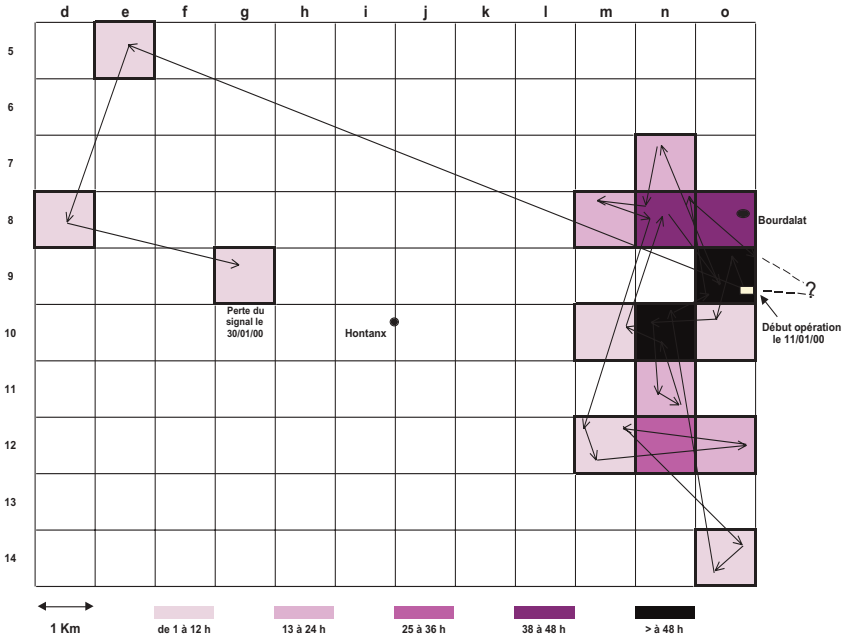 d e f g h i j k l m n o
5
6
7
8
Bourdalat
9
?
Perte du
signal le
30/01/00
10
Hontanx
Début opération
le 11/01/00
11
12
13
14
1 Km
de 1 à 12 h
13 à 24 h
25 à 36 h
38 à 48 h
> à 48 h